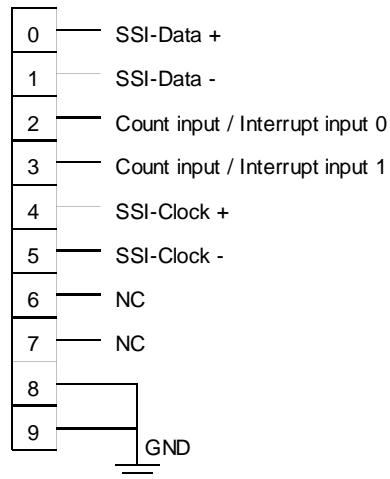 0 SSI-Data +
1 SSI-Data -
2 Count input / Interrupt input 0
3 Count input / Interrupt input 1
4 SSI-Clock +
5 SSI-Clock -
6 NC
7 NC
8
9
GND